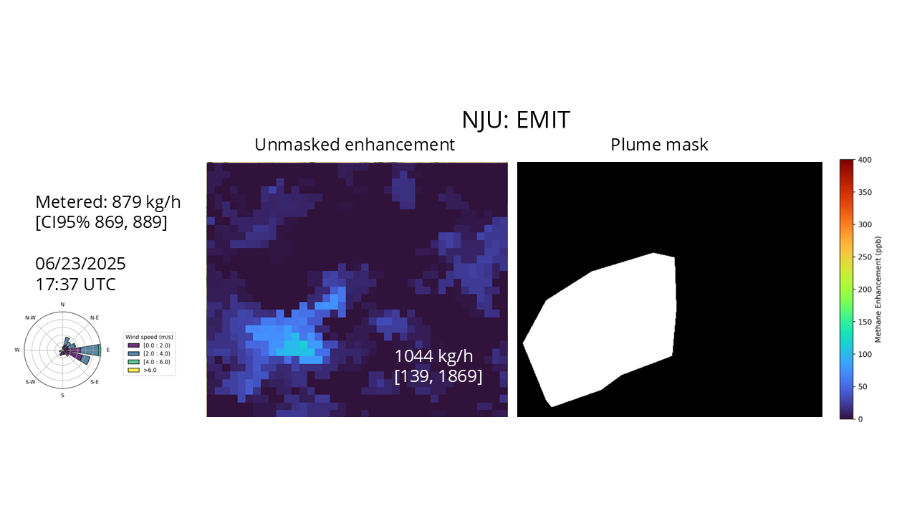 NJU: EMIT
Unmasked enhancement
Plume mask
Metered: 879 kg/h
[CI95% 869, 889]
06/23/2025
17:37 UTC
N
N-W
N-E
W
E
S-W
S-E
S
Wind speed (m/s)
[0.0 : 2.0)
[2.0 : 4.0)
[4.0 : 6.0)
>6.0
1044 kg/h
[139, 1869]
400
350
300
250
200
150
100
50
0
Methane Enhancement (ppb)